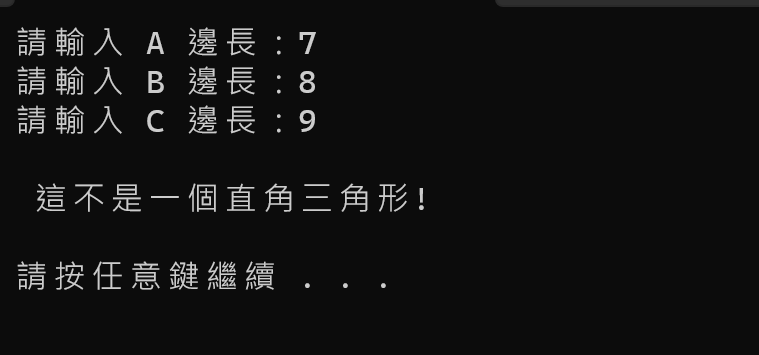 請輸入 A 邊長：7
請輸入 B 邊長：8
請輸入 C 邊長：9
這不是一個直角三角形!
請按任意鍵繼續 . . .